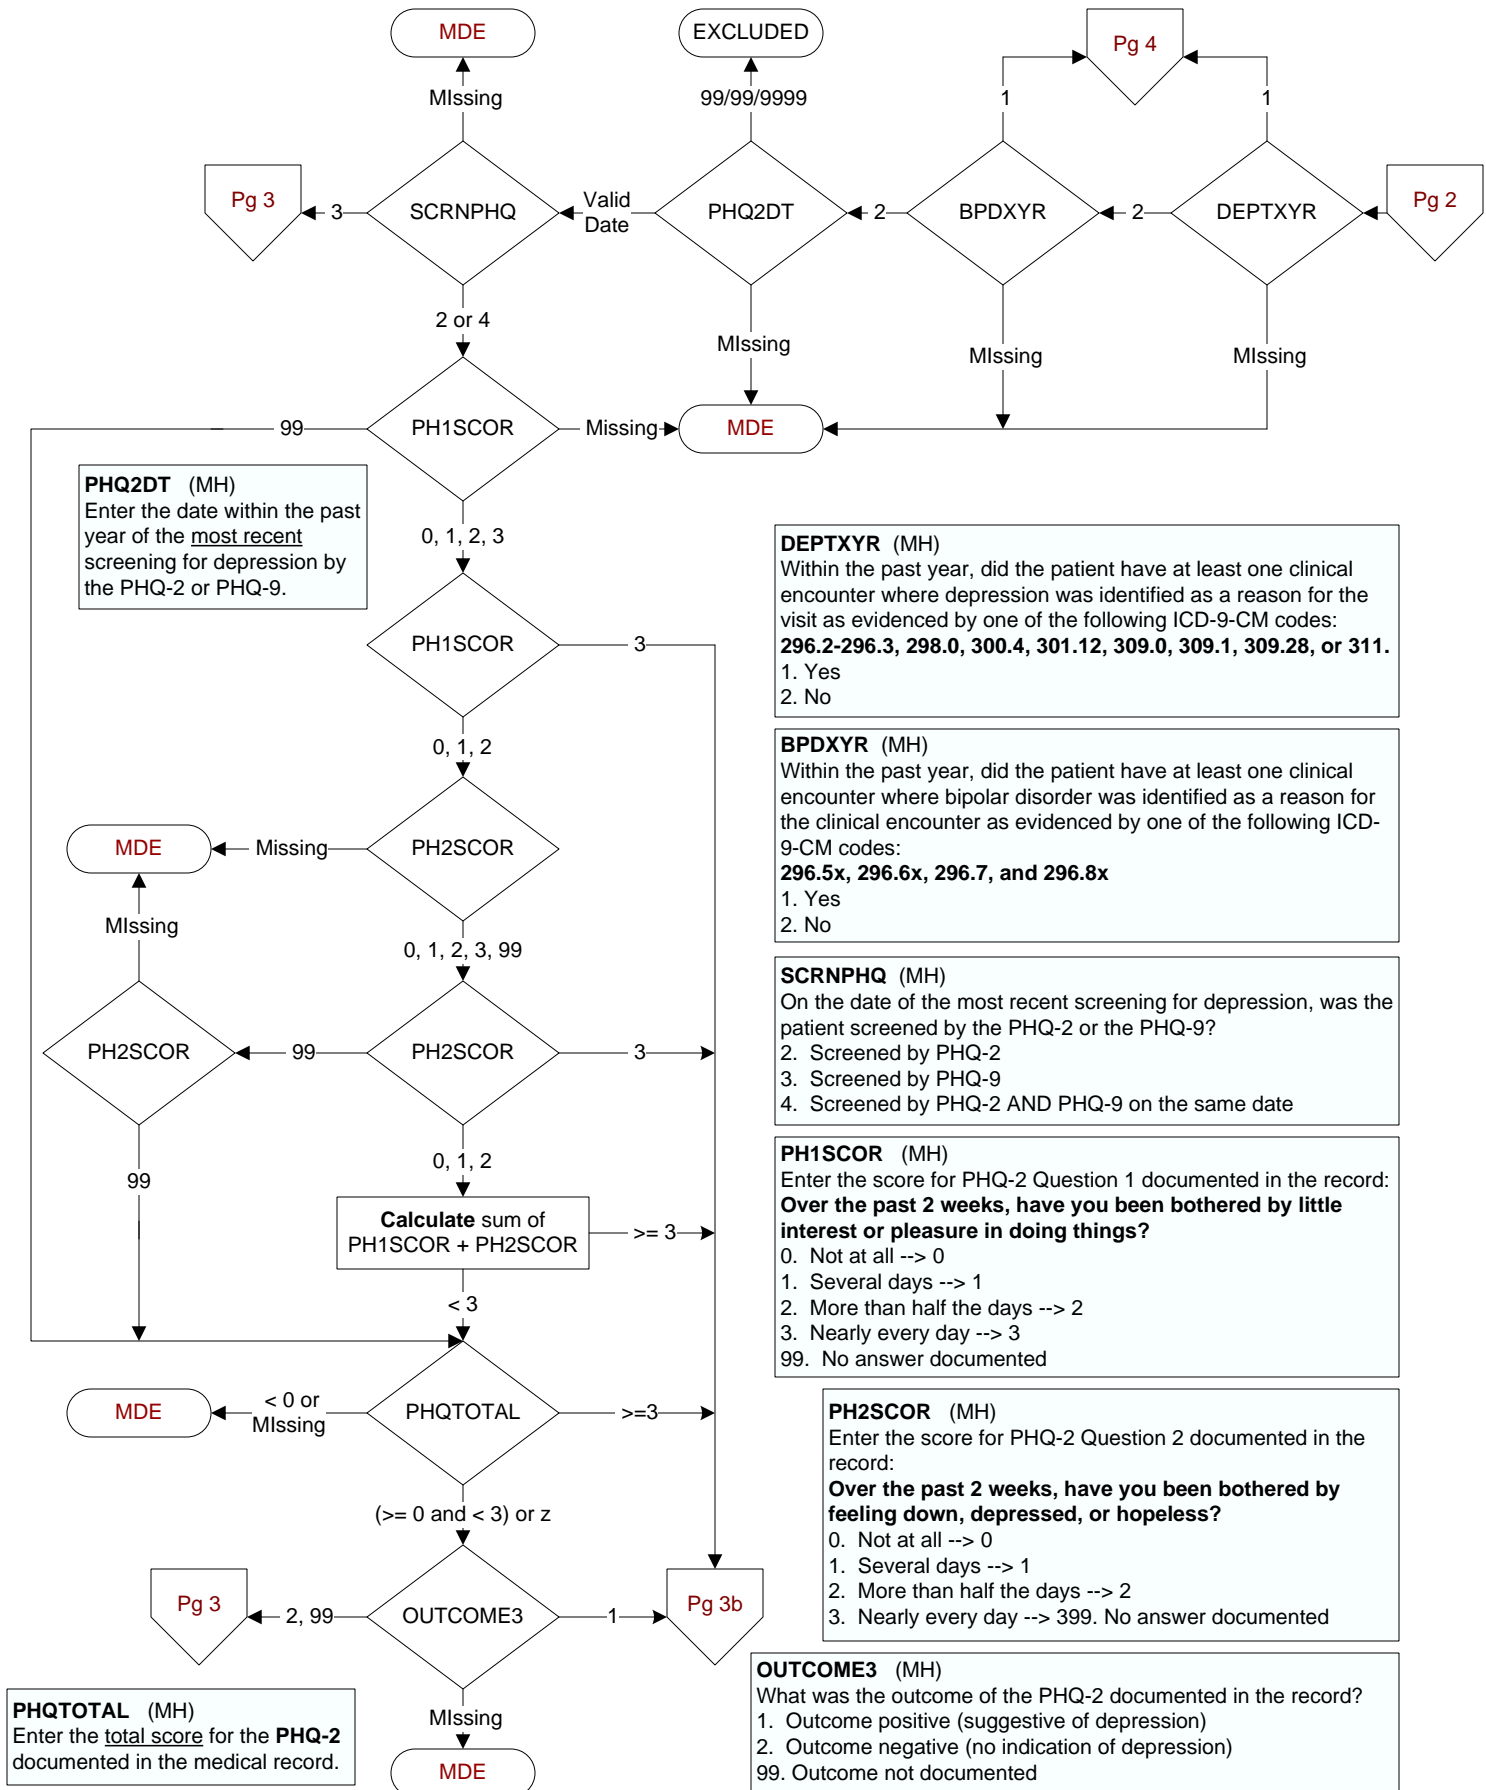 MDE
EXCLUDED
Pg 4
MIssing
99/99/9999
1
1
Pg 3
3
SCRNPHQ
Valid
Date
PHQ2DT
2
BPDXYR
2
DEPTXYR
Pg 2
2 or 4
MIssing
MIssing
MIssing
99
PH1SCOR
Missing
MDE
PHQ2DT (MH)
Enter the date within the past
year of the most recent
screening for depression by
the PHQ-2 or PHQ-9.
0, 1, 2, 3
PH1SCOR
3
0, 1, 2
MDE
Missing
PH2SCOR
MIssing
0, 1, 2, 3, 99
PH2SCOR
99
PH2SCOR
3
99
0, 1, 2
Calculate sum of
PH1SCOR + PH2SCOR
>= 3
< 3
MDE
< 0 or
MIssing
PHQTOTAL
>=3
(>= 0 and < 3) or z
Pg 3
2, 99
OUTCOME3
1
Pg 3b
MIssing
MDE
PHQTOTAL (MH)
Enter the total score for the PHQ-2
documented in the medical record.
DEPTXYR (MH)
Within the past year, did the patient have at least one clinical
encounter where depression was identified as a reason for the
visit as evidenced by one of the following ICD-9-CM codes:
296.2-296.3, 298.0, 300.4, 301.12, 309.0, 309.1, 309.28, or 311.
1. Yes
2. No
BPDXYR (MH)
Within the past year, did the patient have at least one clinical
encounter where bipolar disorder was identified as a reason for
the clinical encounter as evidenced by one of the following ICD-
9-CM codes:
296.5x, 296.6x, 296.7, and 296.8x
1. Yes
2. No
SCRNPHQ (MH)
On the date of the most recent screening for depression, was the
patient screened by the PHQ-2 or the PHQ-9?
2. Screened by PHQ-2
3. Screened by PHQ-9
4. Screened by PHQ-2 AND PHQ-9 on the same date
PH1SCOR (MH)
Enter the score for PHQ-2 Question 1 documented in the record:
Over the past 2 weeks, have you been bothered by little
interest or pleasure in doing things?
0. Not at all --> 0
1. Several days --> 1
2. More than half the days --> 2
3. Nearly every day --> 3
99. No answer documented
PH2SCOR (MH)
Enter the score for PHQ-2 Question 2 documented in the
record:
Over the past 2 weeks, have you been bothered by
feeling down, depressed, or hopeless?
0. Not at all --> 0
1. Several days --> 1
2. More than half the days --> 2
3. Nearly every day --> 399. No answer documented
OUTCOME3 (MH)
What was the outcome of the PHQ-2 documented in the record?
1. Outcome positive (suggestive of depression)
2. Outcome negative (no indication of depression)
99. Outcome not documented